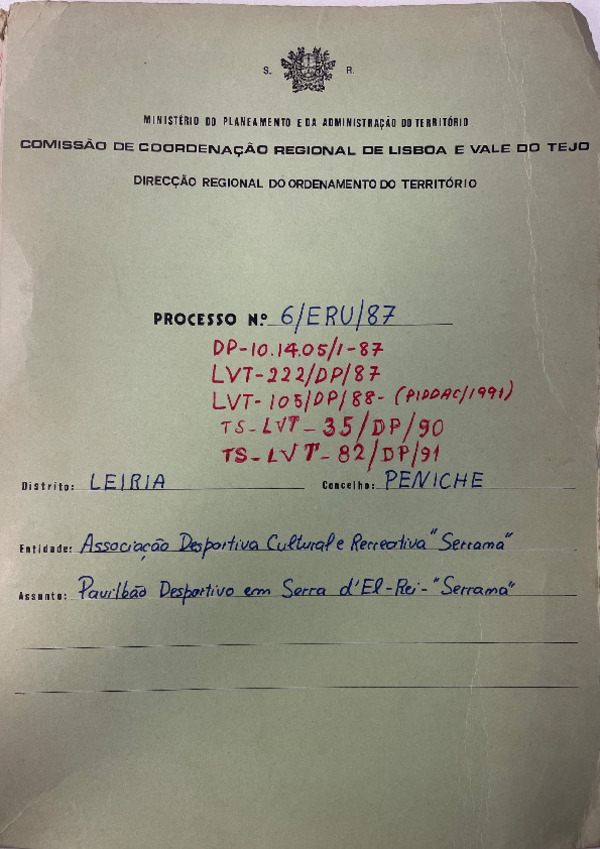 S. R.
MINISTÉRIO DO PLANEAMENTO E DA ADMINISTRAÇÃO DO TERRITÓRIO
COMISSÃO DE COORDENAÇÃO REGIONAL DE LISBOA E VALE DO TEJO
DIRECÇÃO REGIONAL DO ORDENAMENTO DO TERRITÓRIO
PROCESSO N.º 6/ERU/87
DP-10.14.05/1-87
LVT-222/DP/87
LVT-105/DP/88- (PIDDAC/1991)
TS-LVT-35/DP/90
TS-LVT-82/DP/91
Distrito: LEIRIA Concelho: PENICHE
Entidade: Associação Desportiva Cultural e Recreativa "Serrama"
Assunto: Pavilhão Desportivo em Serra d'El-Rei-"Serrama"